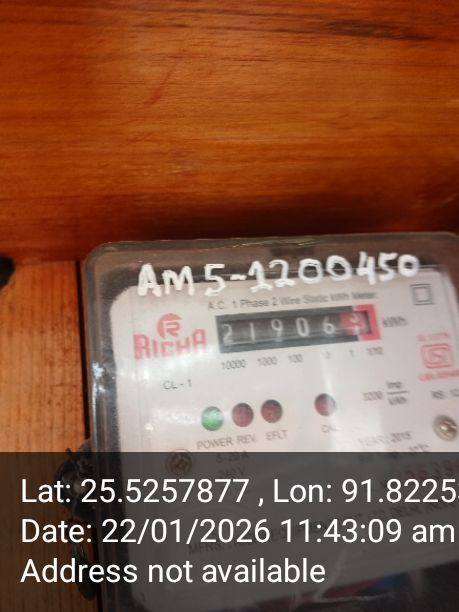 AM5-1200450
A.C. 1 Phase 2 Wire Static kWh Meter
RICHA
21906
kWh
10000 1000 100 10 1 1/10
CL - 1
3200 imp
kWh
POWER REV. E/LT CAL
YEAR: 2015
Lat: 25.5257877 , Lon: 91.8225
Date: 22/01/2026 11:43:09 am
Address not available